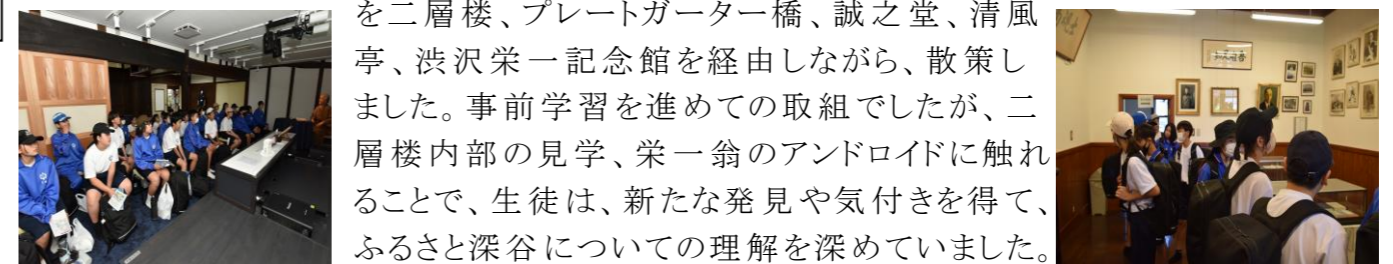 を二層楼、プレートガーター橋、誠之堂、清風
亭、渋沢栄一記念館を経由しながら、散策し
ました。事前学習を進めての取組でしたが、二
層楼内部の見学、栄一翁のアンドロイドに触れ
ることで、生徒は、新たな発見や気付きを得て、
ふるさと深谷についての理解を深めていました。